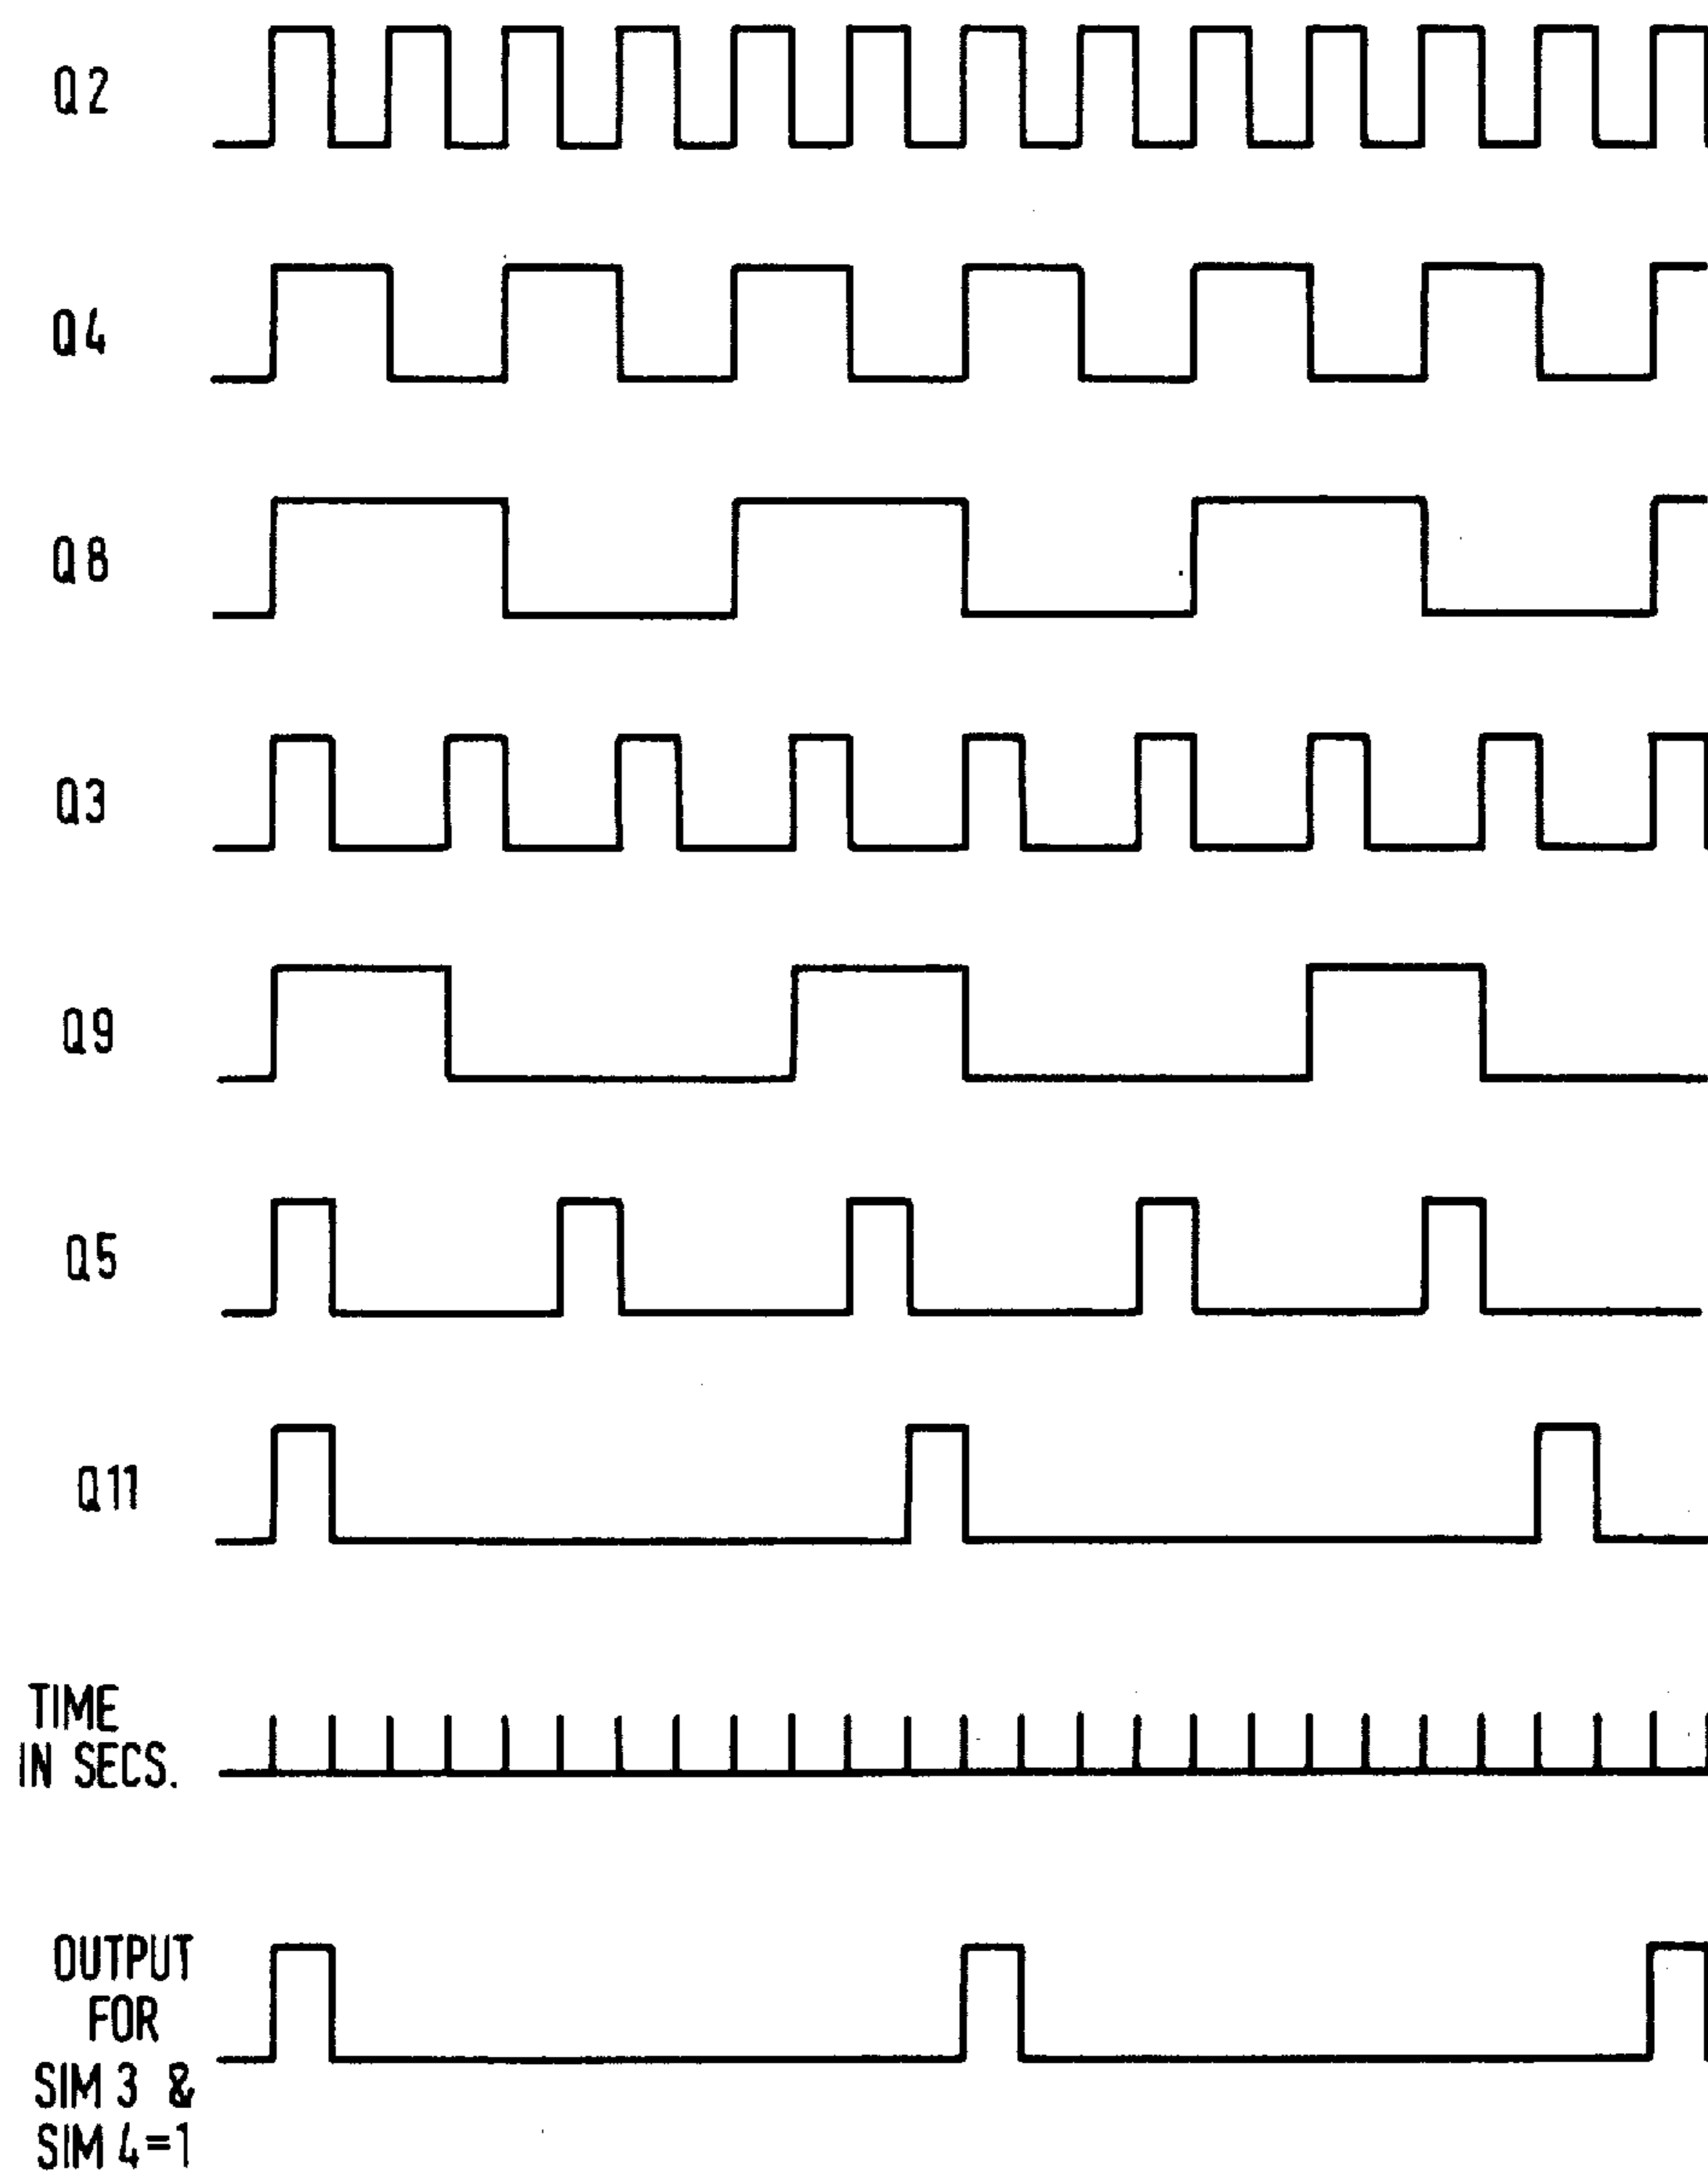 Q2
Q4
Q8
Q3
Q9
Q5
Q11
TIME
IN SECS.
OUTPUT
FOR
SIM 3 &
SIM 4=1